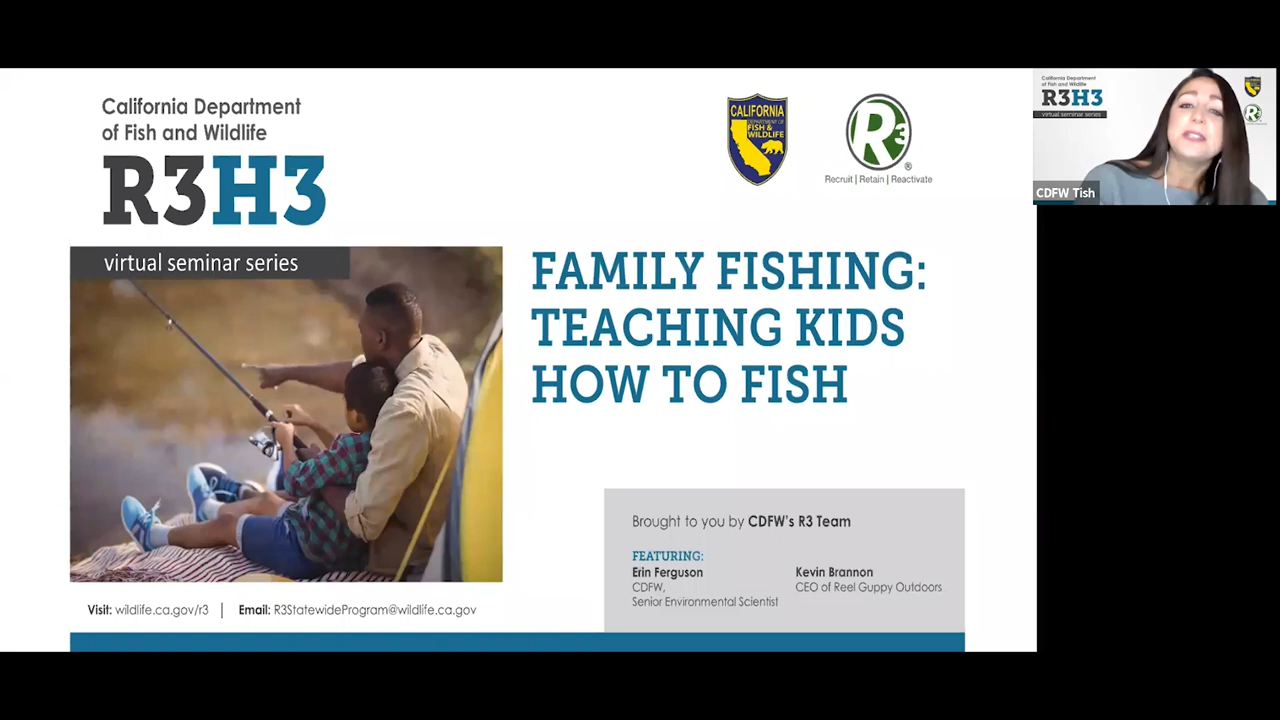 California Department
of Fish and Wildlife
R3H3
virtual seminar series
CALIFORNIA
DEPARTMENT OF
FISH &
WILDLIFE
R3
®
Recruit | Retain | Reactivate
FAMILY FISHING:
TEACHING KIDS
HOW TO FISH
Brought to you by CDFW's R3 Team
FEATURING:
Erin Ferguson
CDFW,
Senior Environmental Scientist
Kevin Brannon
CEO of Reel Guppy Outdoors
Visit: wildlife.ca.gov/r3 | Email: R3StatewideProgram@wildlife.ca.gov
California Department
of Fish and Wildlife
R3H3
virtual seminar series
CDFW Tish